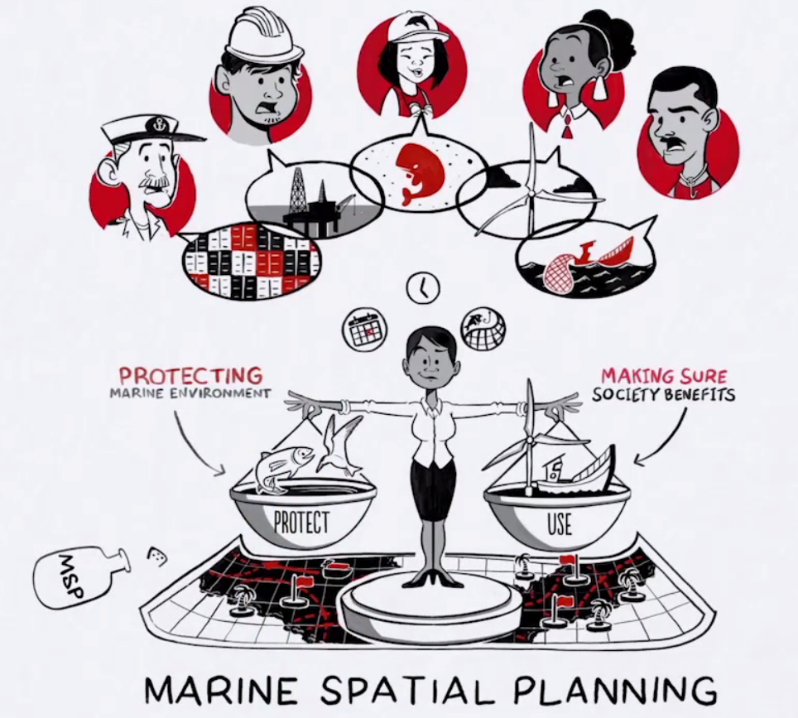 PROTECTING
MARINE ENVIRONMENT
MAKING SURE
SOCIETY BENEFITS
PROTECT
USE
MSP
MARINE SPATIAL PLANNING